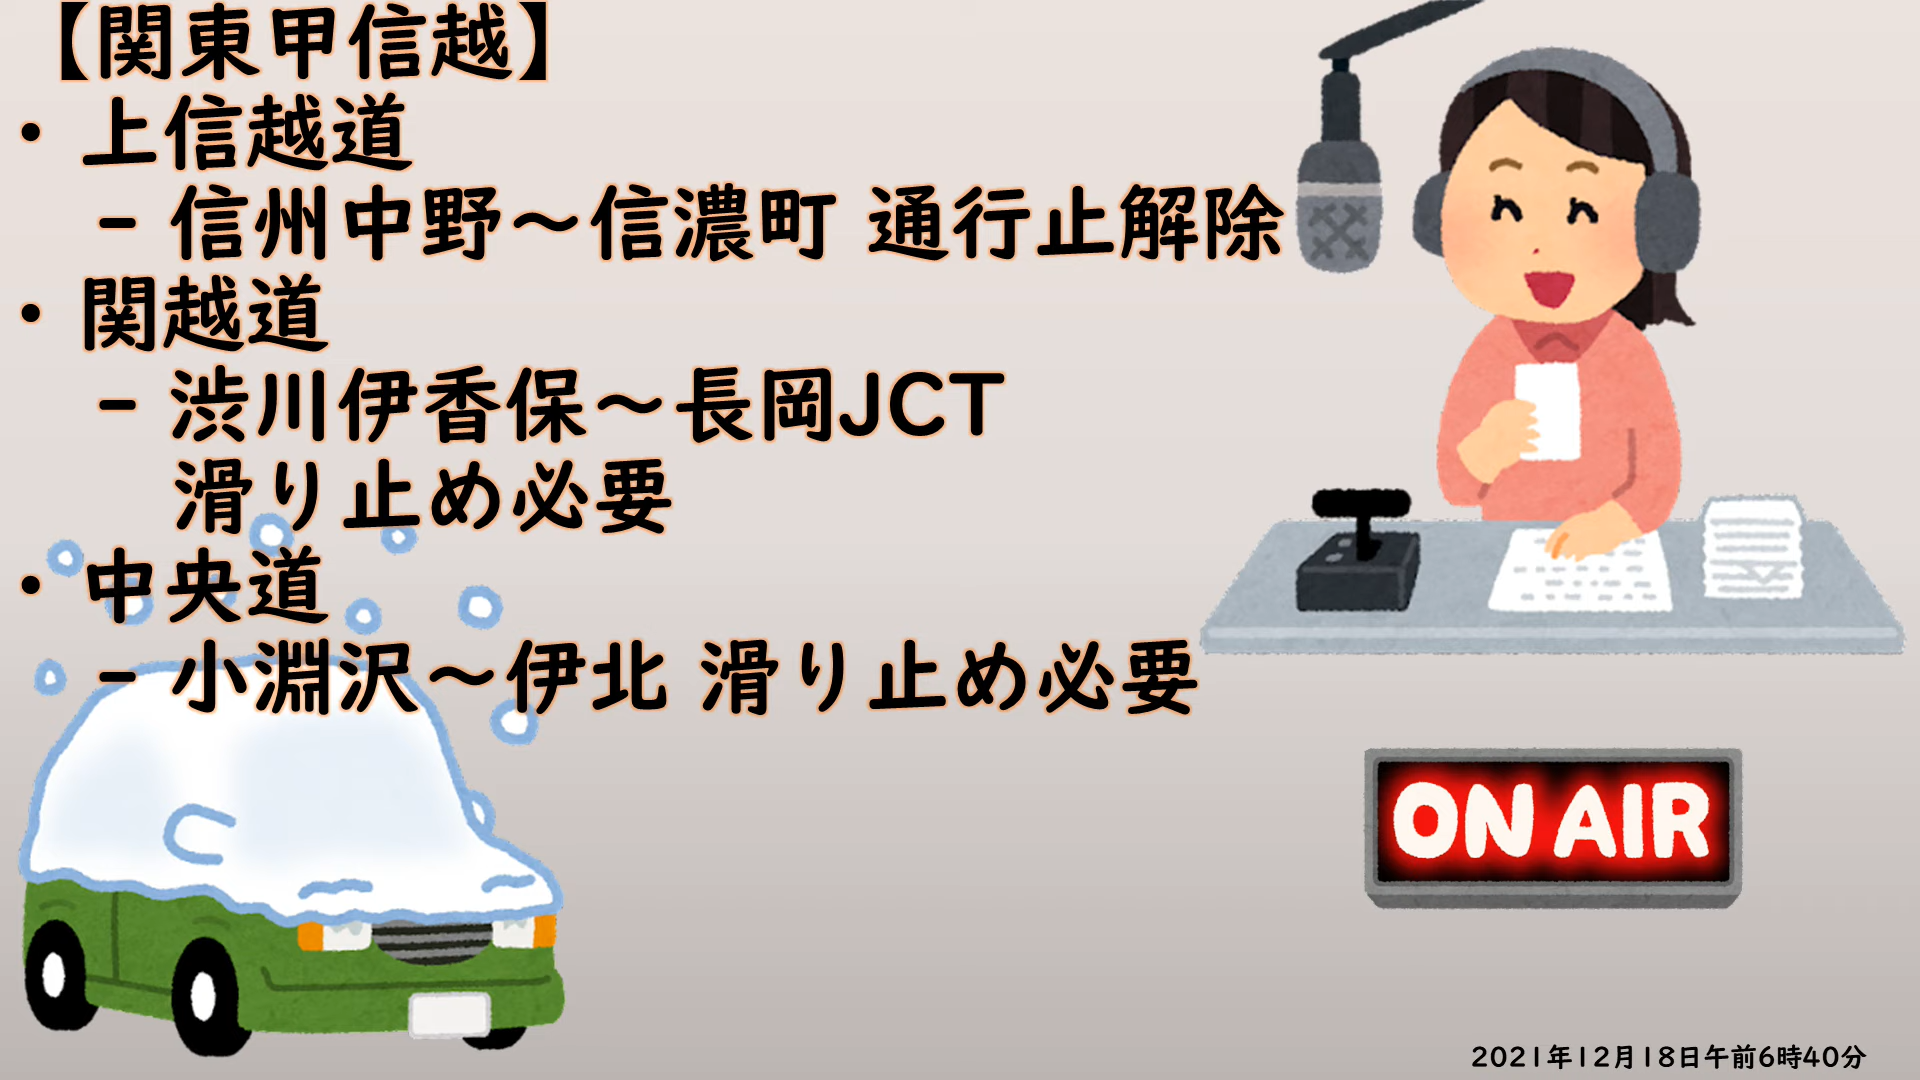 【関東甲信越】
・上信越道
– 信州中野～信濃町 通行止解除
・関越道
– 渋川伊香保～長岡JCT
滑り止め必要
・中央道
– 小淵沢～伊北 滑り止め必要
ON AIR
2021年12月18日午前6時40分